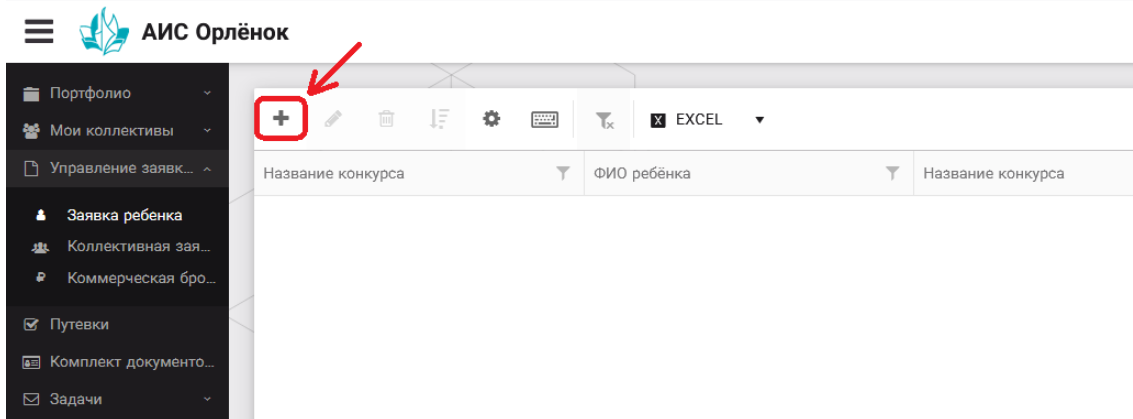 АИС Орлёнок
Портфолио
Мои коллективы
Управление заявк...
Заявка ребенка
Коллективная зая...
Коммерческая бро...
Путевки
Комплект документо...
Задачи
X EXCEL
Название конкурса ФИО ребёнка Название конкурса